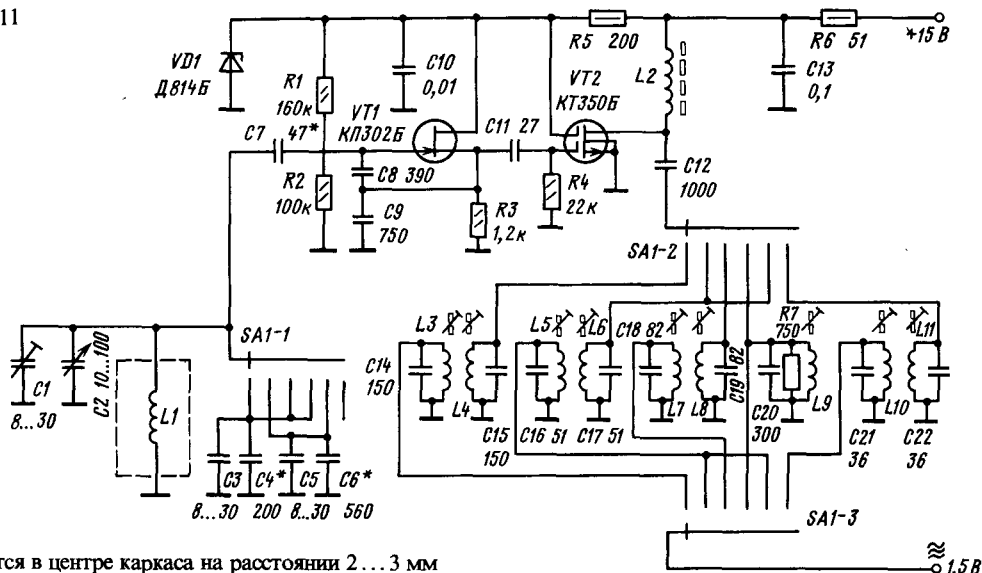 11
VD1
Д814Б
R1
160к
C10
0,01
R5 200
R6 51
*15 В
L2
C13
0,1
VT1
КП302Б
VT2
КТ350Б
C7
47*
C11 27
C12
1000
R2
100к
C8 390
C9
750
R3
1,2к
R4
22к
SA1-2
SA1-1
C1
8...30
C2 10...100
L1
C3
8...30
C4*
200
C5
8...30
C6*
560
L3
C14
150
L4
C15
150
L5
L6
C16 51
C17 51
C18 82
L7
L8
C19 82
R7
750
C20
300
L9
L10
L11
C21
36
C22
36
SA1-3
≈
1,5 В
тся в центре каркаса на расстоянии 2...3 мм